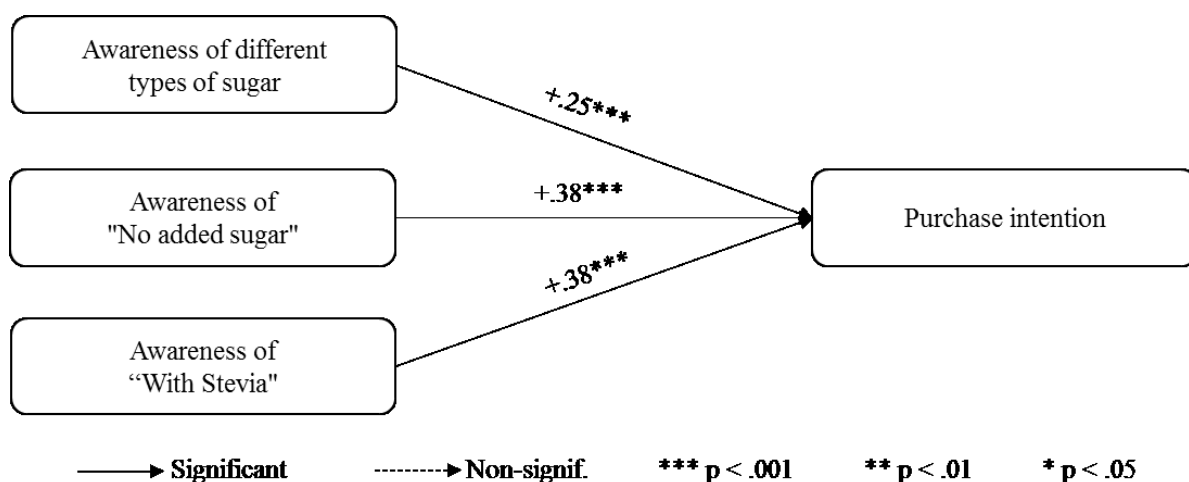 Awareness of different
types of sugar
+.25***
Awareness of
"No added sugar"
+.38***
Purchase intention
+.38***
Awareness of
“With Stevia"
Significant
Non-signif.
*** p < .001
** p < .01
* p < .05